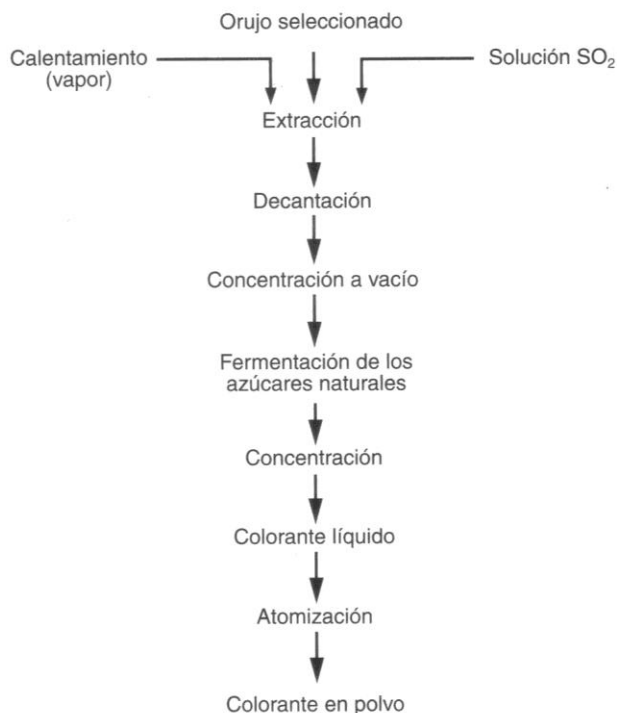 Orujo seleccionado
Calentamiento
(vapor)
Solución SO₂
Extracción
Decantación
Concentración a vacío
Fermentación de los
azúcares naturales
Concentración
Colorante líquido
Atomización
Colorante en polvo